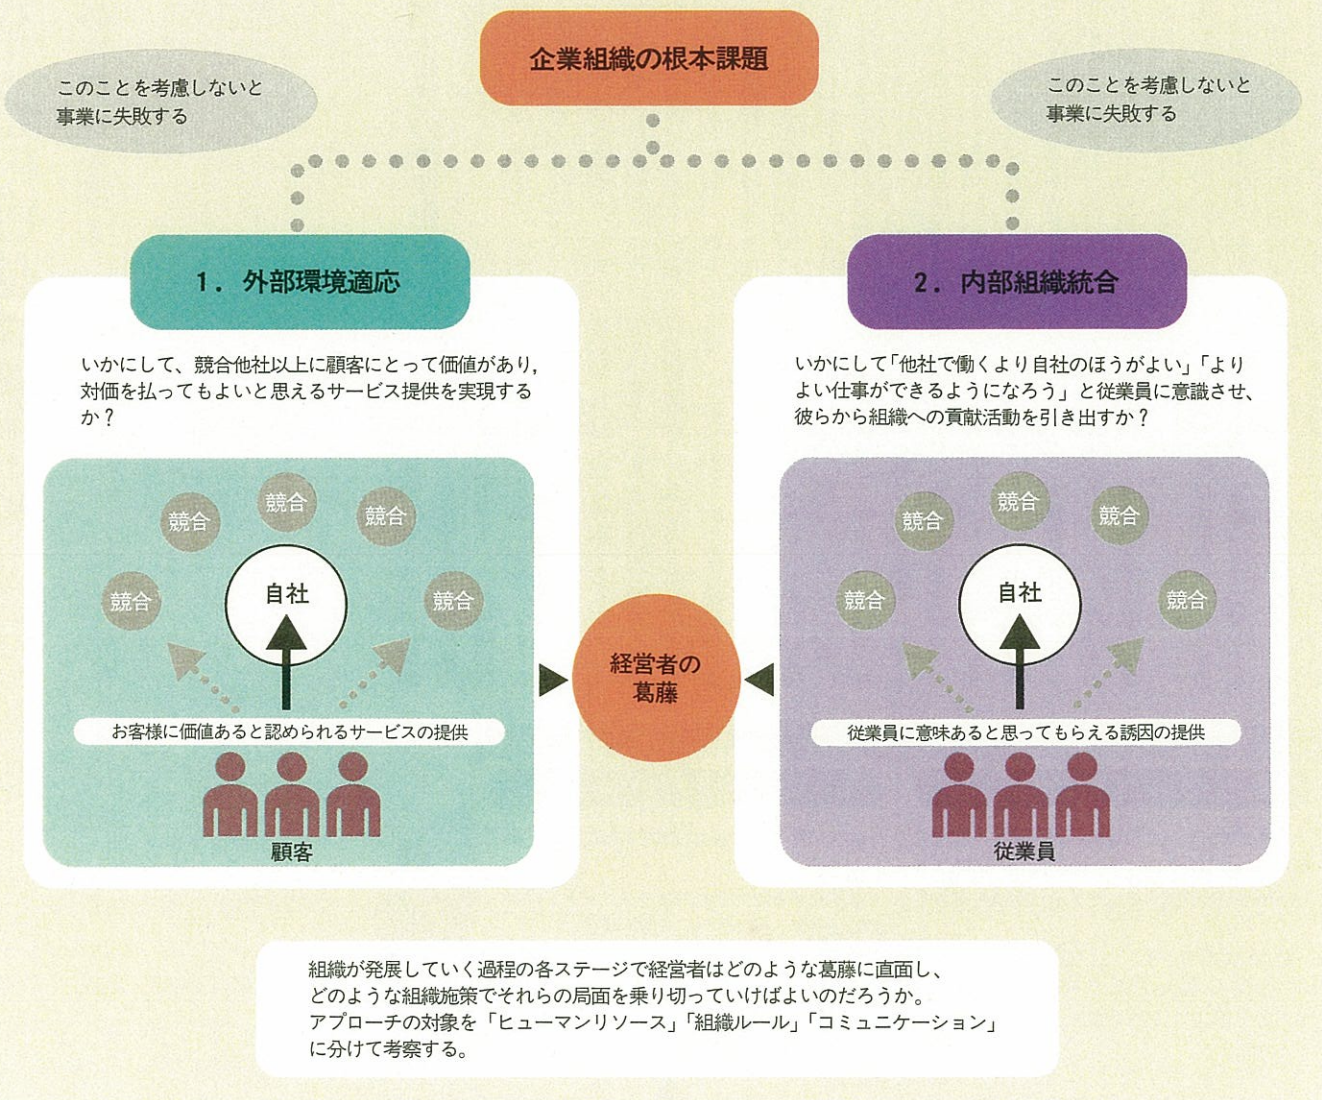 企業組織の根本課題
このことを考慮しないと
事業に失敗する
このことを考慮しないと
事業に失敗する
1．外部環境適応
いかにして、競合他社以上に顧客にとって価値があり,
対価を払ってもよいと思えるサービス提供を実現する
か？
競合
競合
競合
競合
競合
自社
お客様に価値あると認められるサービスの提供
顧客
経営者の
葛藤
2．内部組織統合
いかにして「他社で働くより自社のほうがよい」「より
よい仕事ができるようになろう」と従業員に意識させ、
彼らから組織への貢献活動を引き出すか？
競合
競合
競合
競合
競合
自社
従業員に意味あると思ってもらえる誘因の提供
従業員
組織が発展していく過程の各ステージで経営者はどのような葛藤に直面し、
どのような組織施策でそれらの局面を乗り切っていけばよいのだろうか。
アプローチの対象を「ヒューマンリソース」「組織ルール」「コミュニケーション」
に分けて考察する。